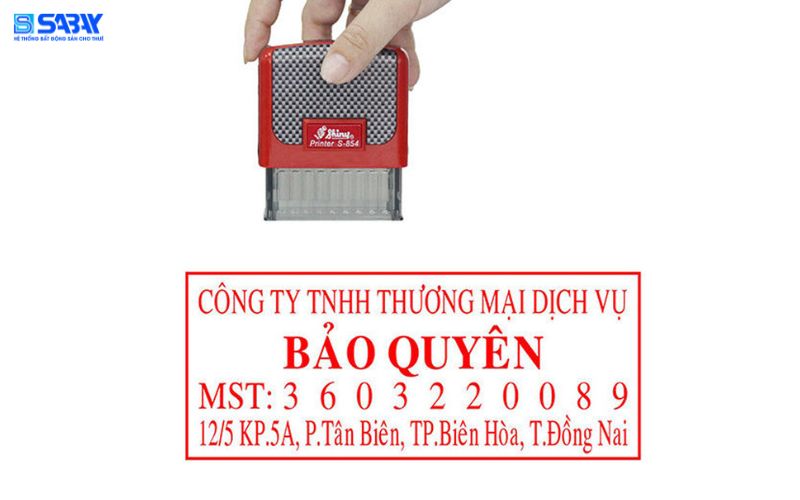 SABAY
HỆ THỐNG BẤT ĐỘNG SẢN CHO THUÊ
Shiny
Printer S-854
CÔNG TY TNHH THƯƠNG MẠI DỊCH VỤ
BẢO QUYÊN
MST: 3 6 0 3 2 2 0 0 8 9
12/5 KP.5A, P.Tân Biên, TP.Biên Hòa, T.Đồng Nai